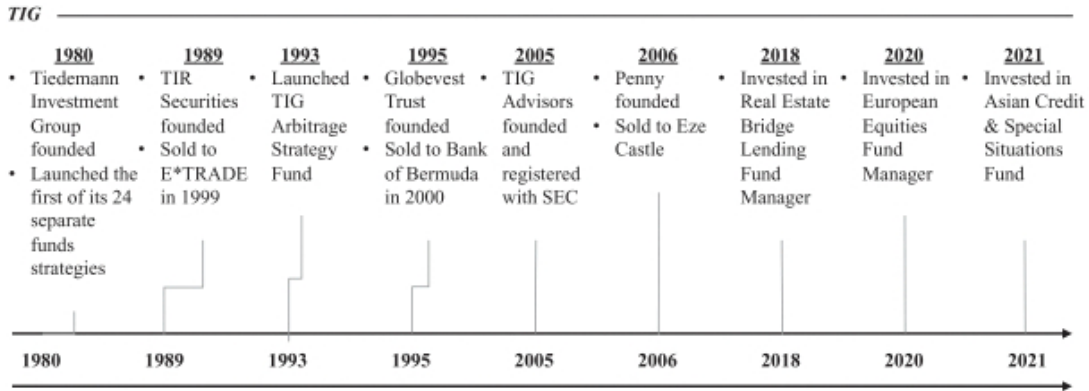 TIG
1980
• Tiedemann
Investment
Group
founded
• Launched the
first of its 24
separate
funds
strategies
1989
• TIR
Securities
founded
• Sold to
E*TRADE
in 1999
1993
• Launched
TIG
Arbitrage
Strategy
Fund
1995
• Globevest
Trust
founded
• Sold to Bank
of Bermuda
in 2000
2005
• TIG
Advisors
founded
and
registered
with SEC
2006
• Penny
founded
• Sold to Eze
Castle
2018
• Invested in
Real Estate
Bridge
Lending
Fund
Manager
2020
• Invested in
European
Equities
Fund
Manager
2021
• Invested in
Asian Credit
& Special
Situations
Fund
1980 1989 1993 1995 2005 2006 2018 2020 2021